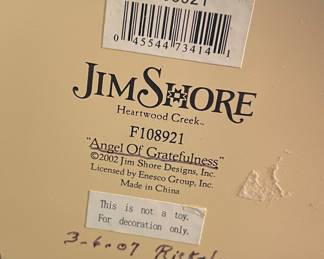 0 45544 73414 1
JIM SHORE
Heartwood Creek™
F108921
"Angel Of Gratefulness"
©2002 Jim Shore Designs, Inc.
Licensed by Enesco Group, Inc.
Made in China
This is not a toy.
For decoration only.
3-6-07